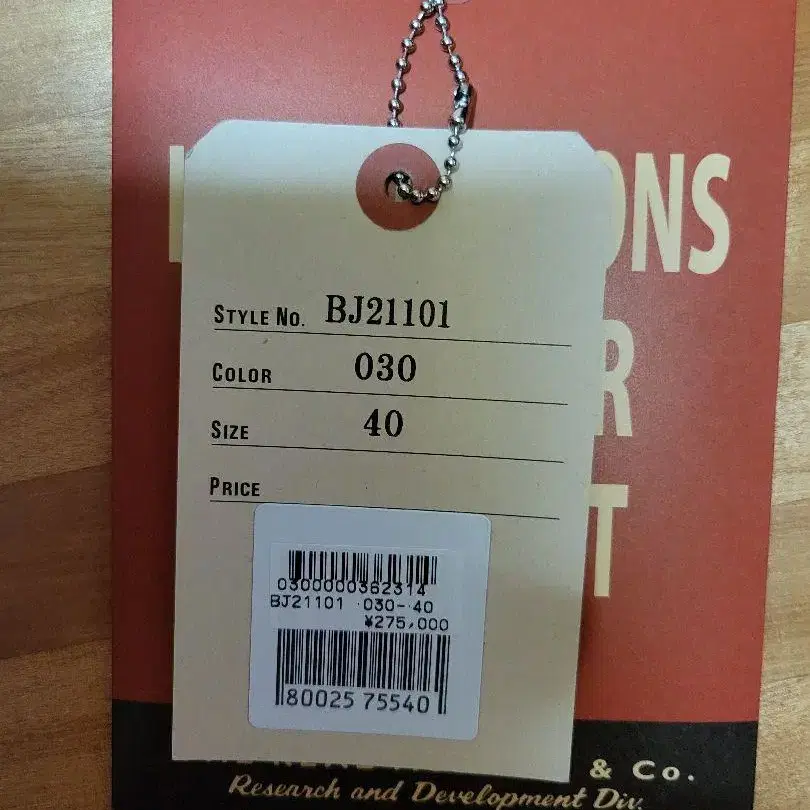 ONS
R
T
STYLE NO. BJ21101
COLOR 030
SIZE 40
PRICE
0300000362314
BJ21101 030-40
¥275,000
80025 75540
& Co.
Research and Development Div.